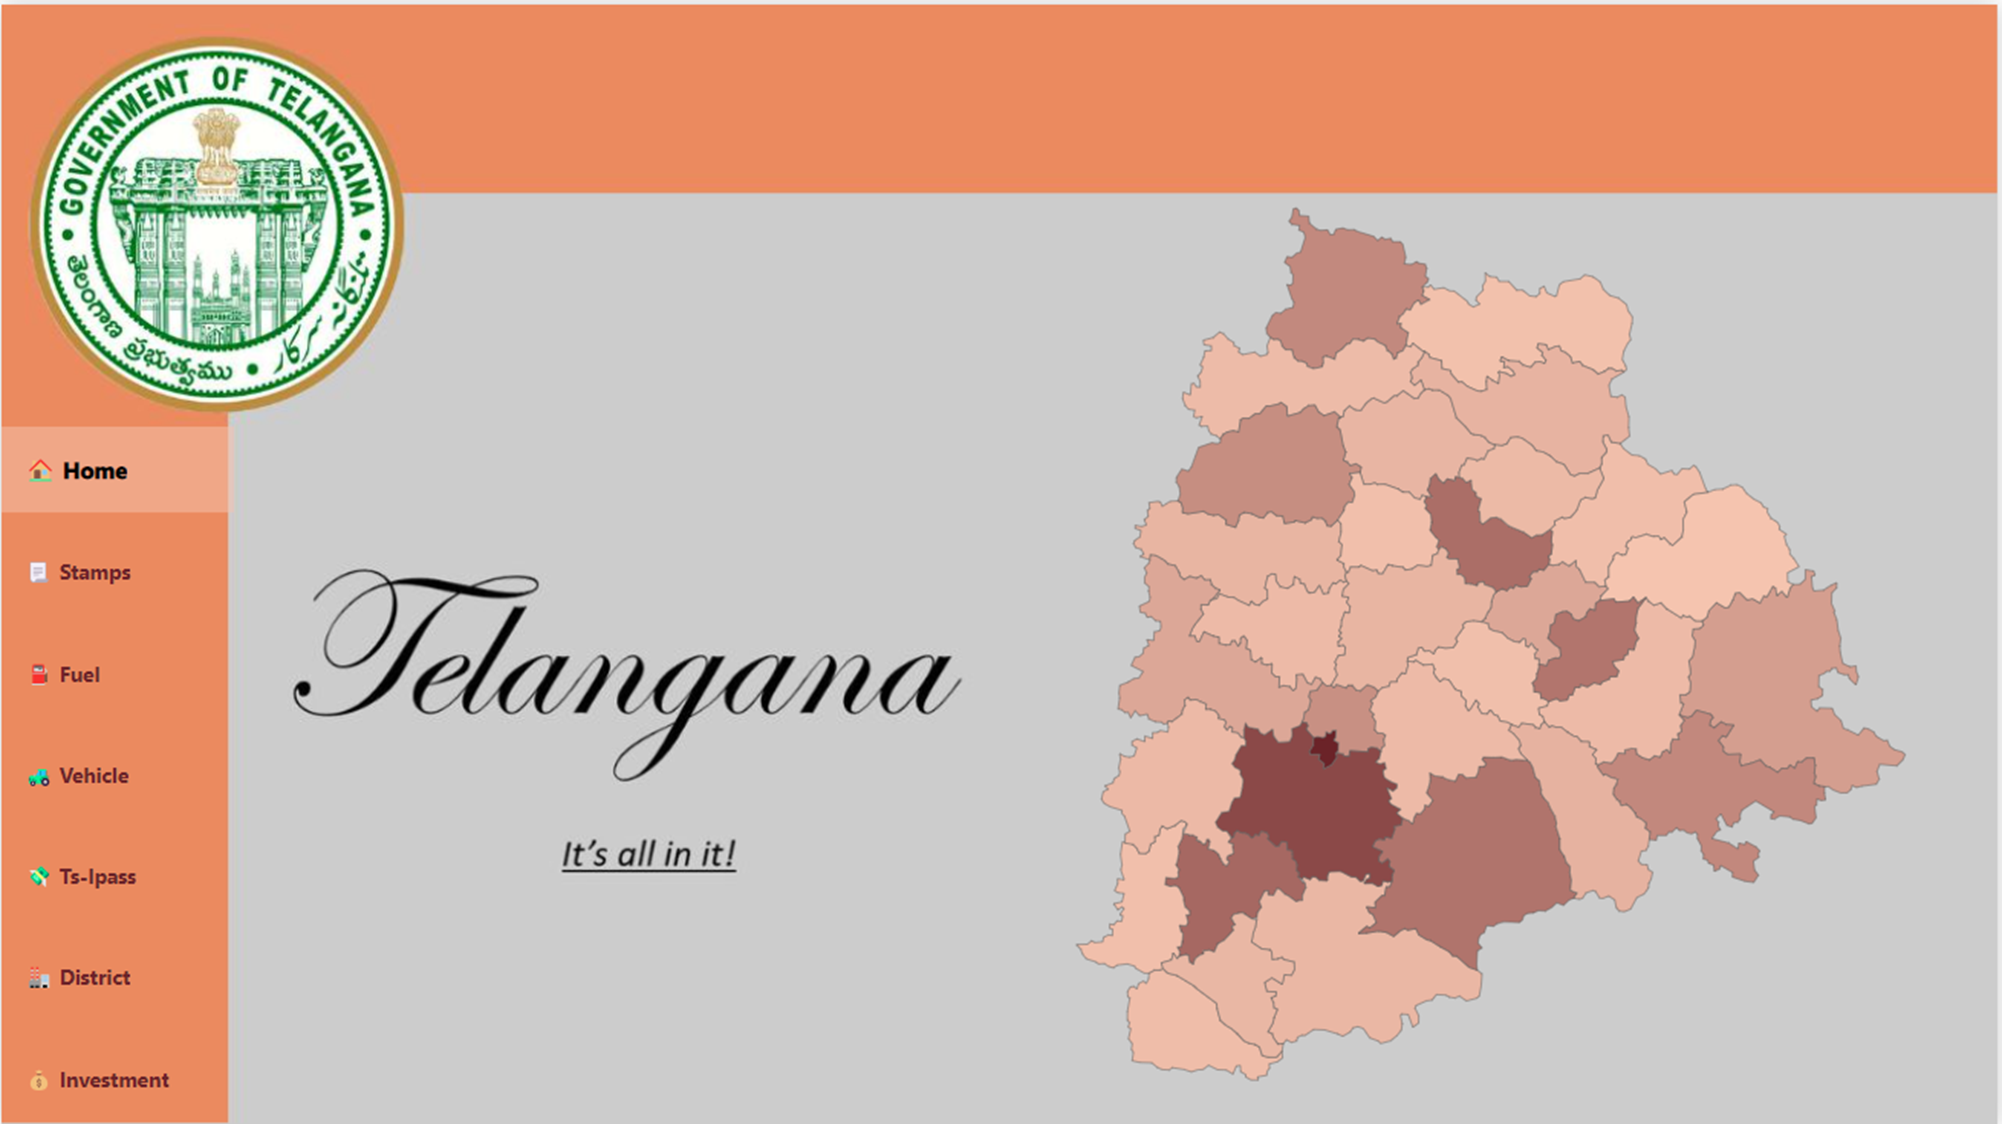 GOVERNMENT OF TELANGANA
తెలంగాణ ప్రభుత్వము
Home
Stamps
Fuel
Vehicle
Ts-Ipass
District
Investment
Telangana
It's all in it!